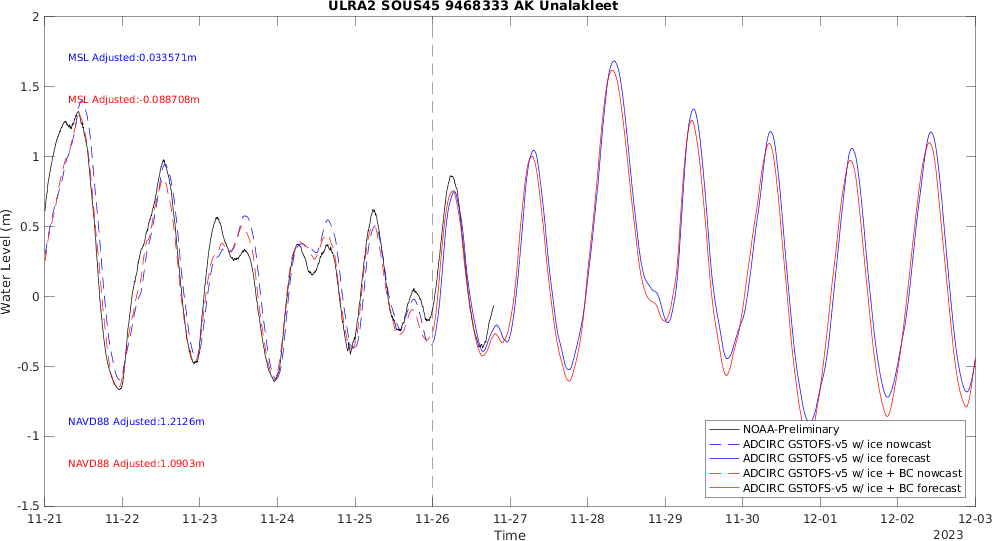 ULRA2 SOUS45 9468333 AK Unalakleet
2
1.5
1
0.5
0
-0.5
-1
-1.5
Water Level (m)
MSL Adjusted:0.033571m
MSL Adjusted:-0.088708m
NAVD88 Adjusted:1.2126m
NAVD88 Adjusted:1.0903m
NOAA-Preliminary
ADCIRC GSTOFS-v5 w/ ice nowcast
ADCIRC GSTOFS-v5 w/ ice forecast
ADCIRC GSTOFS-v5 w/ice + BC nowcast
ADCIRC GSTOFS-v5 w/ice + BC forecast
11-21 11-22 11-23 11-24 11-25 11-26 11-27 11-28 11-29 11-30 12-01 12-02 12-03
Time
2023